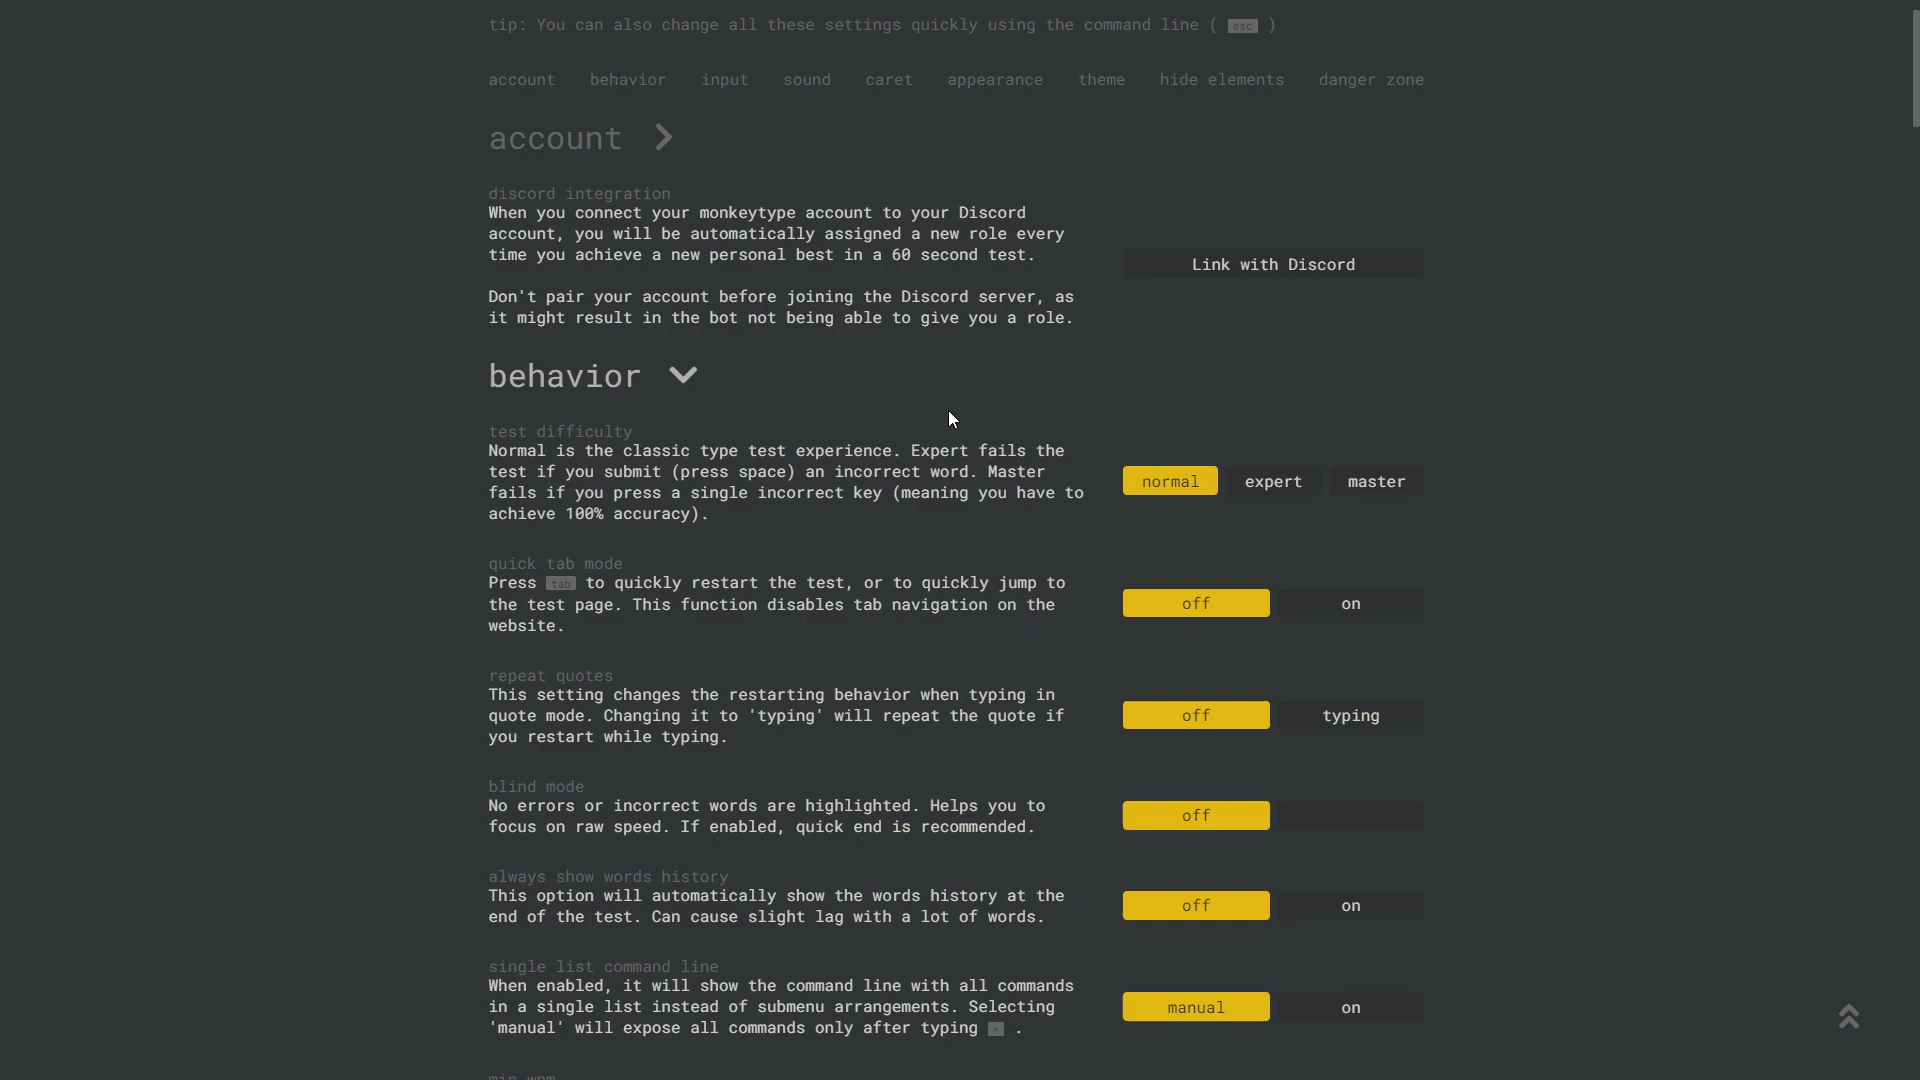 tip: You can also change all these settings quickly using the command line ( esc )
account behavior input sound caret appearance theme hide elements danger zone
account
discord integration
When you connect your monkeytype account to your Discord
account, you will be automatically assigned a new role every
time you achieve a new personal best in a 60 second test.
Link with Discord
Don't pair your account before joining the Discord server, as
it might result in the bot not being able to give you a role.
behavior
test difficulty
Normal is the classic type test experience. Expert fails the
test if you submit (press space) an incorrect word. Master
fails if you press a single incorrect key (meaning you have to
achieve 100% accuracy).
normal expert master
quick tab mode
Press tab to quickly restart the test, or to quickly jump to
the test page. This function disables tab navigation on the
website.
off on
repeat quotes
This setting changes the restarting behavior when typing in
quote mode. Changing it to 'typing' will repeat the quote if
you restart while typing.
off typing
blind mode
No errors or incorrect words are highlighted. Helps you to
focus on raw speed. If enabled, quick end is recommended.
off
always show words history
This option will automatically show the words history at the
end of the test. Can cause slight lag with a lot of words.
off on
single list command line
When enabled, it will show the command line with all commands
in a single list instead of submenu arrangements. Selecting
'manual' will expose all commands only after typing > .
manual on
min wpm